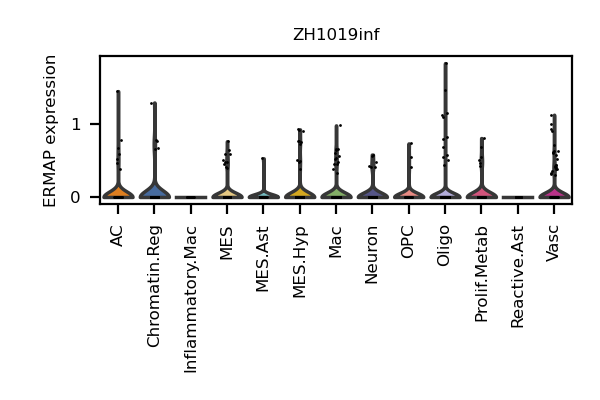 ZH1019inf
ERMAP expression
1
0
AC
Chromatin.Reg
Inflammatory.Mac
MES
MES.Ast
MES.Hyp
Mac
Neuron
OPC
Oligo
Prolif.Metab
Reactive.Ast
Vasc